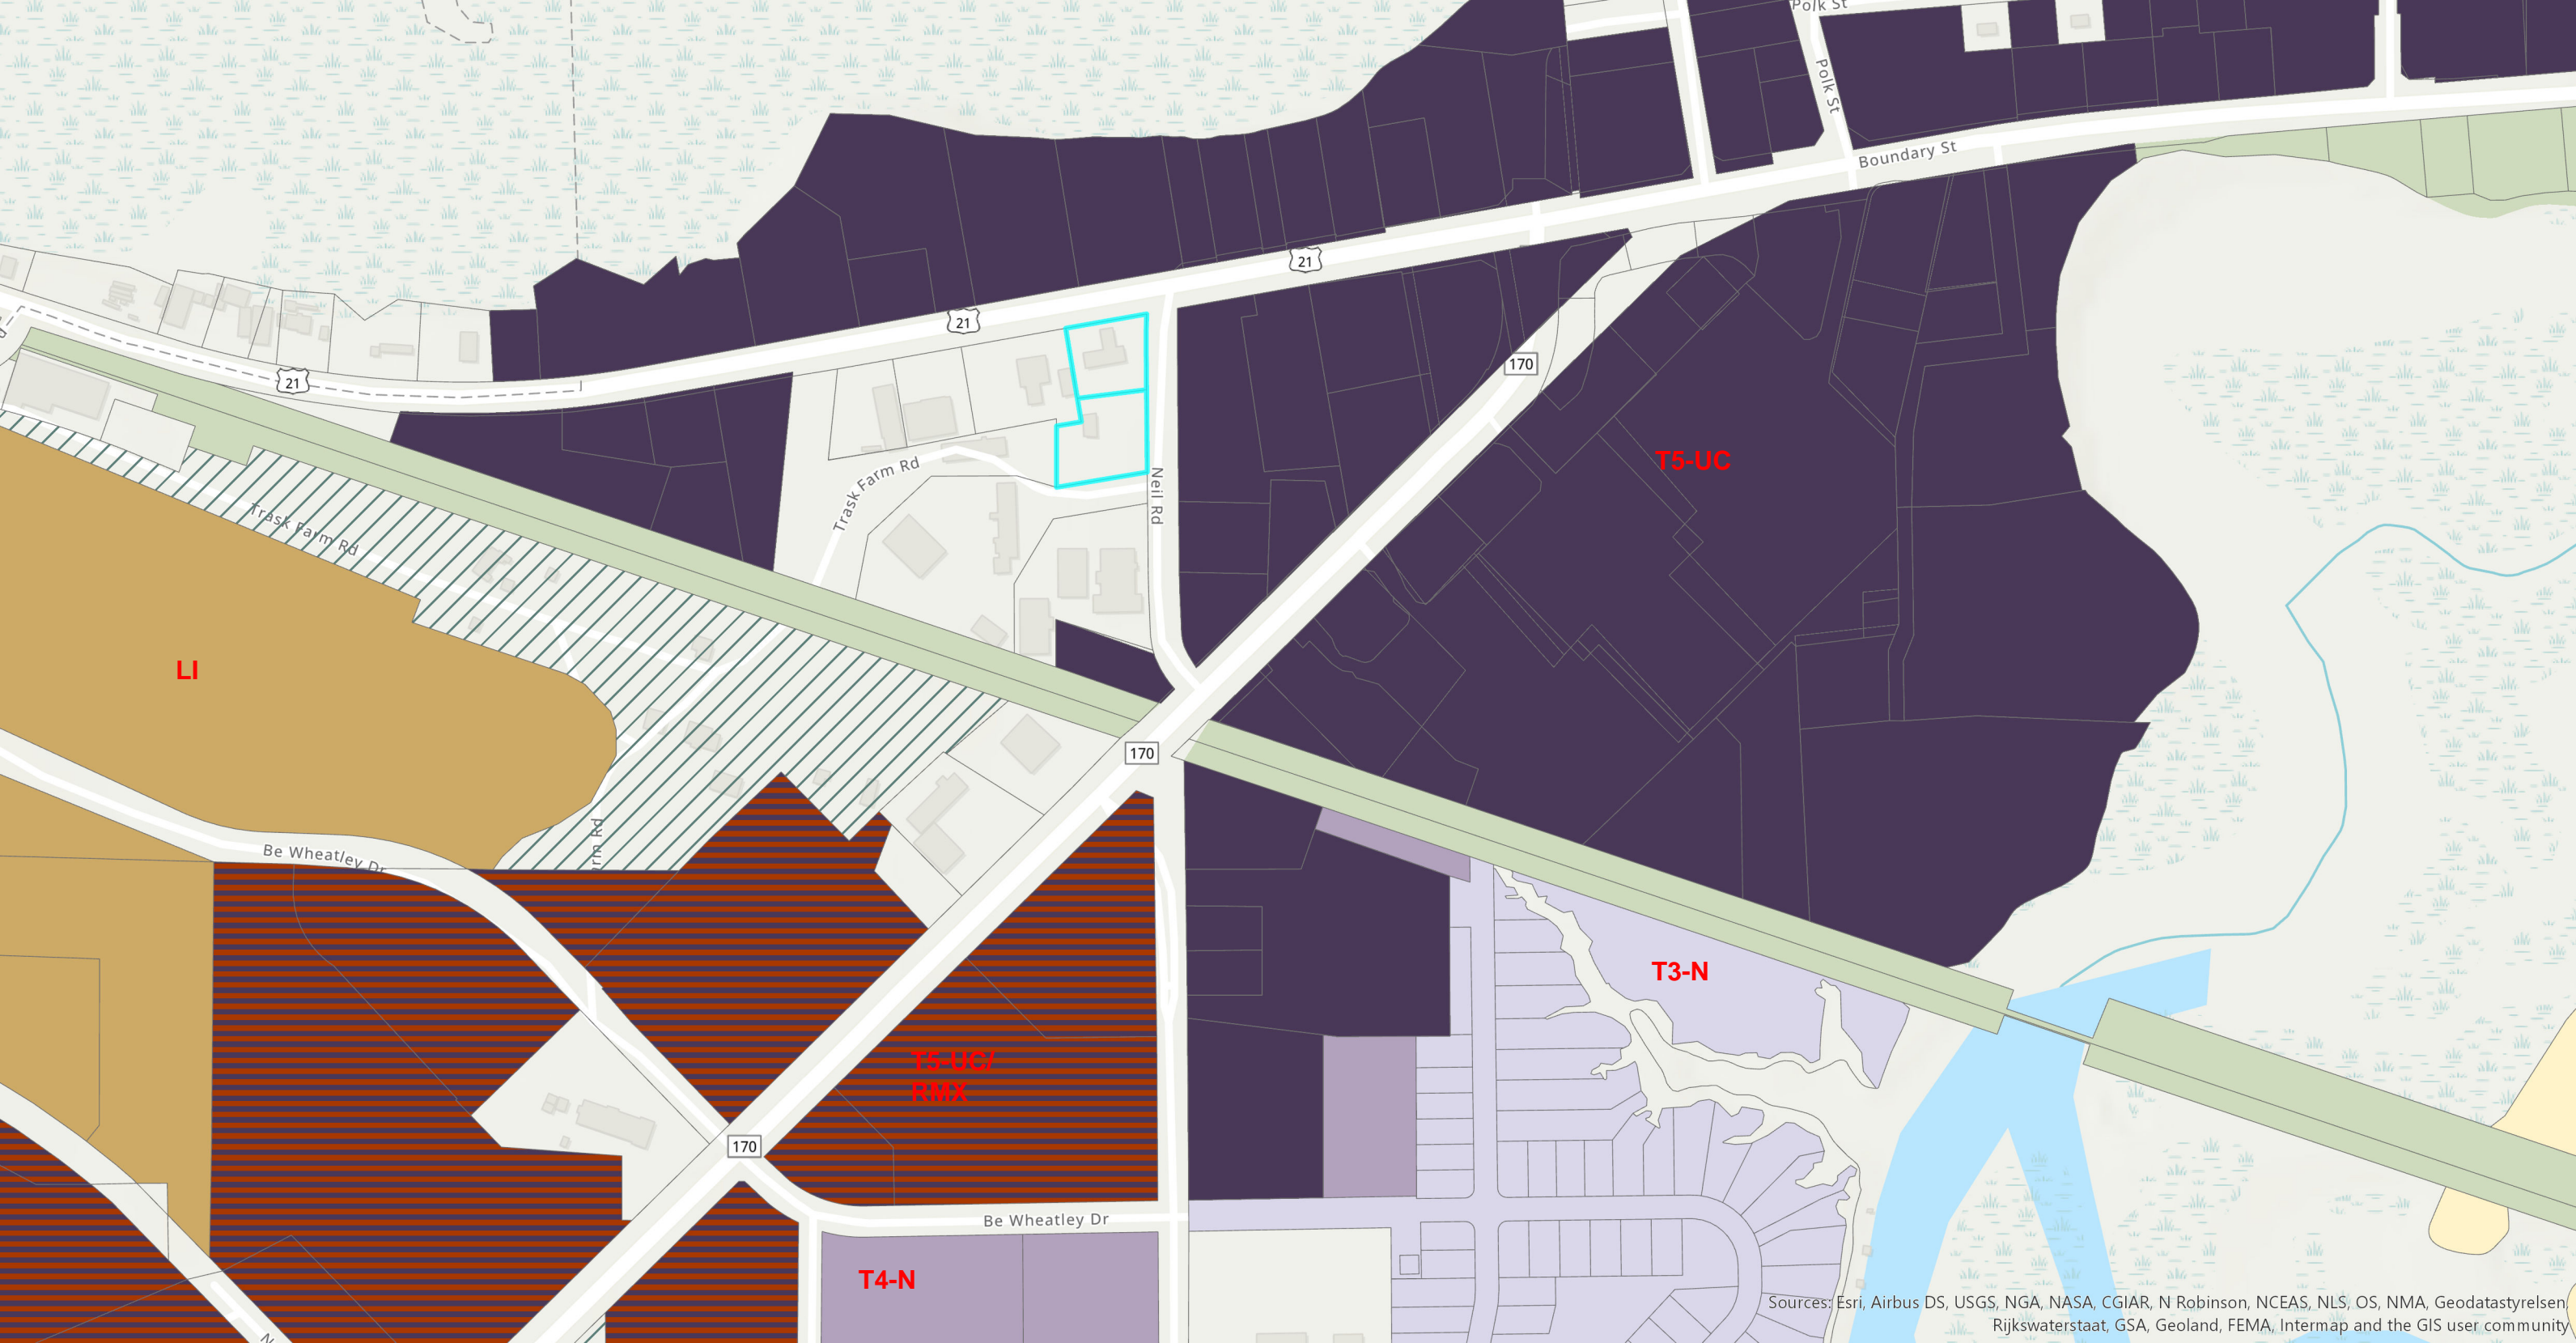 Polk St
Polk St
Boundary St
21
21
21
170
T5-UC
Trask Farm Rd
Neil Rd
Trask Farm Rd
LI
170
rm Rd
Be Wheatley Dr
T3-N
T5-UC/
RMX
170
Be Wheatley Dr
T4-N
N
Sources: Esri, Airbus DS, USGS, NGA, NASA, CGIAR, N Robinson, NCEAS, NLS, OS, NMA, Geodatastyrelsen,
Rijkswaterstaat, GSA, Geoland, FEMA, Intermap and the GIS user community